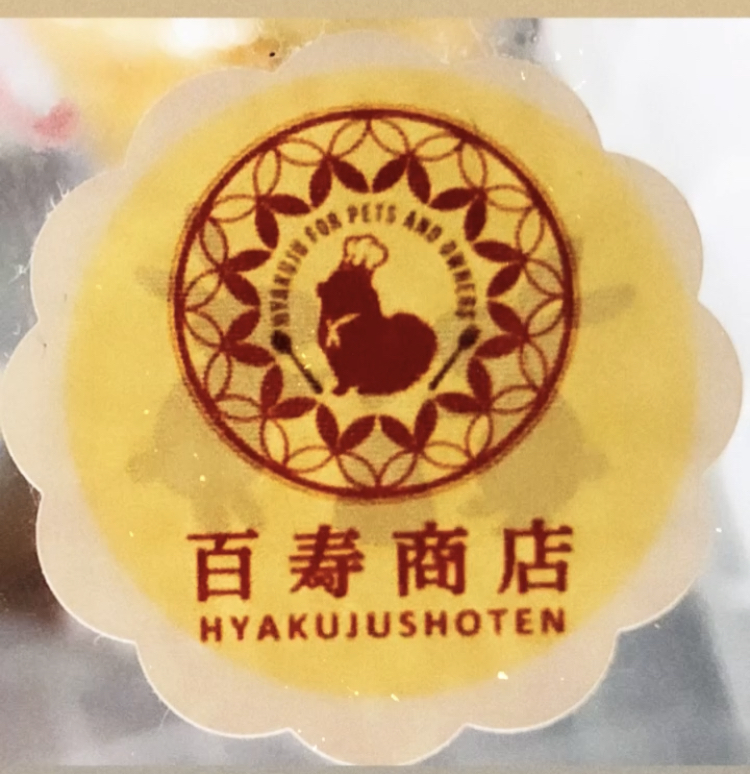 HYAKUJU FOR PETS AND OWNERS
百寿商店
HYAKUJUSHOTEN